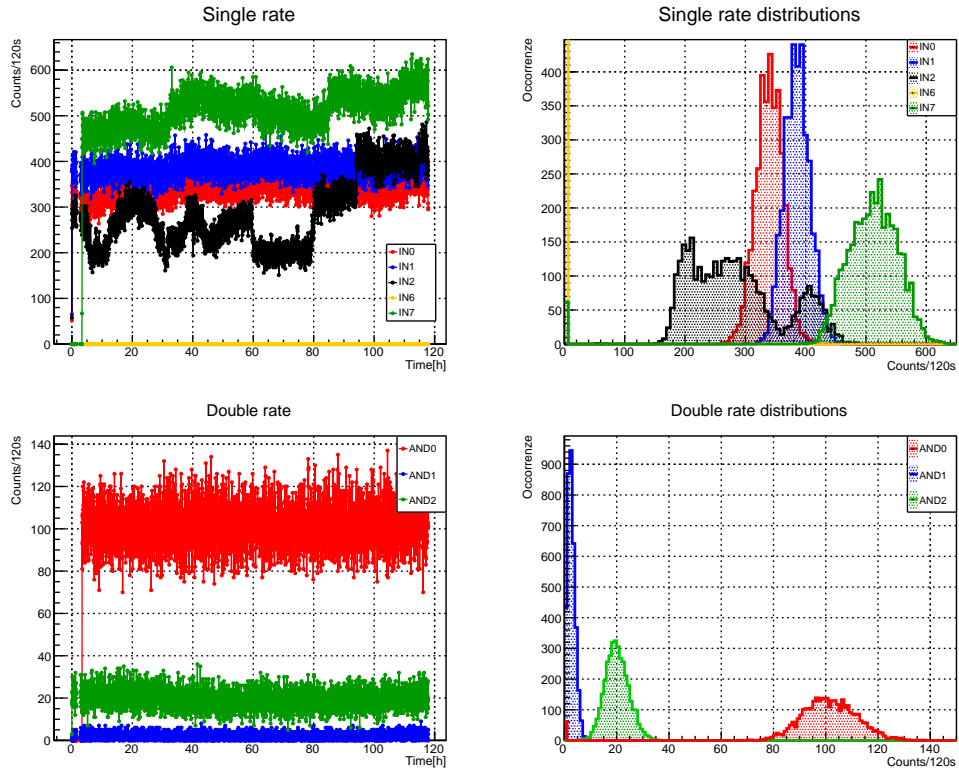 Single rate
Counts/120s
600
500
400
300
200
100
0
0 20 40 60 80 100 120
Time[h]
IN0
IN1
IN2
IN6
IN7
Single rate distributions
Occorrenze
400
350
300
250
200
150
100
50
0
0 100 200 300 400 500 600
Counts/120s
IN0
IN1
IN2
IN6
IN7
Double rate
Counts/120s
140
120
100
80
60
40
20
0
0 20 40 60 80 100 120
Time[h]
AND0
AND1
AND2
Double rate distributions
Occorrenze
900
800
700
600
500
400
300
200
100
0
0 20 40 60 80 100 120 140
Counts/120s
AND0
AND1
AND2